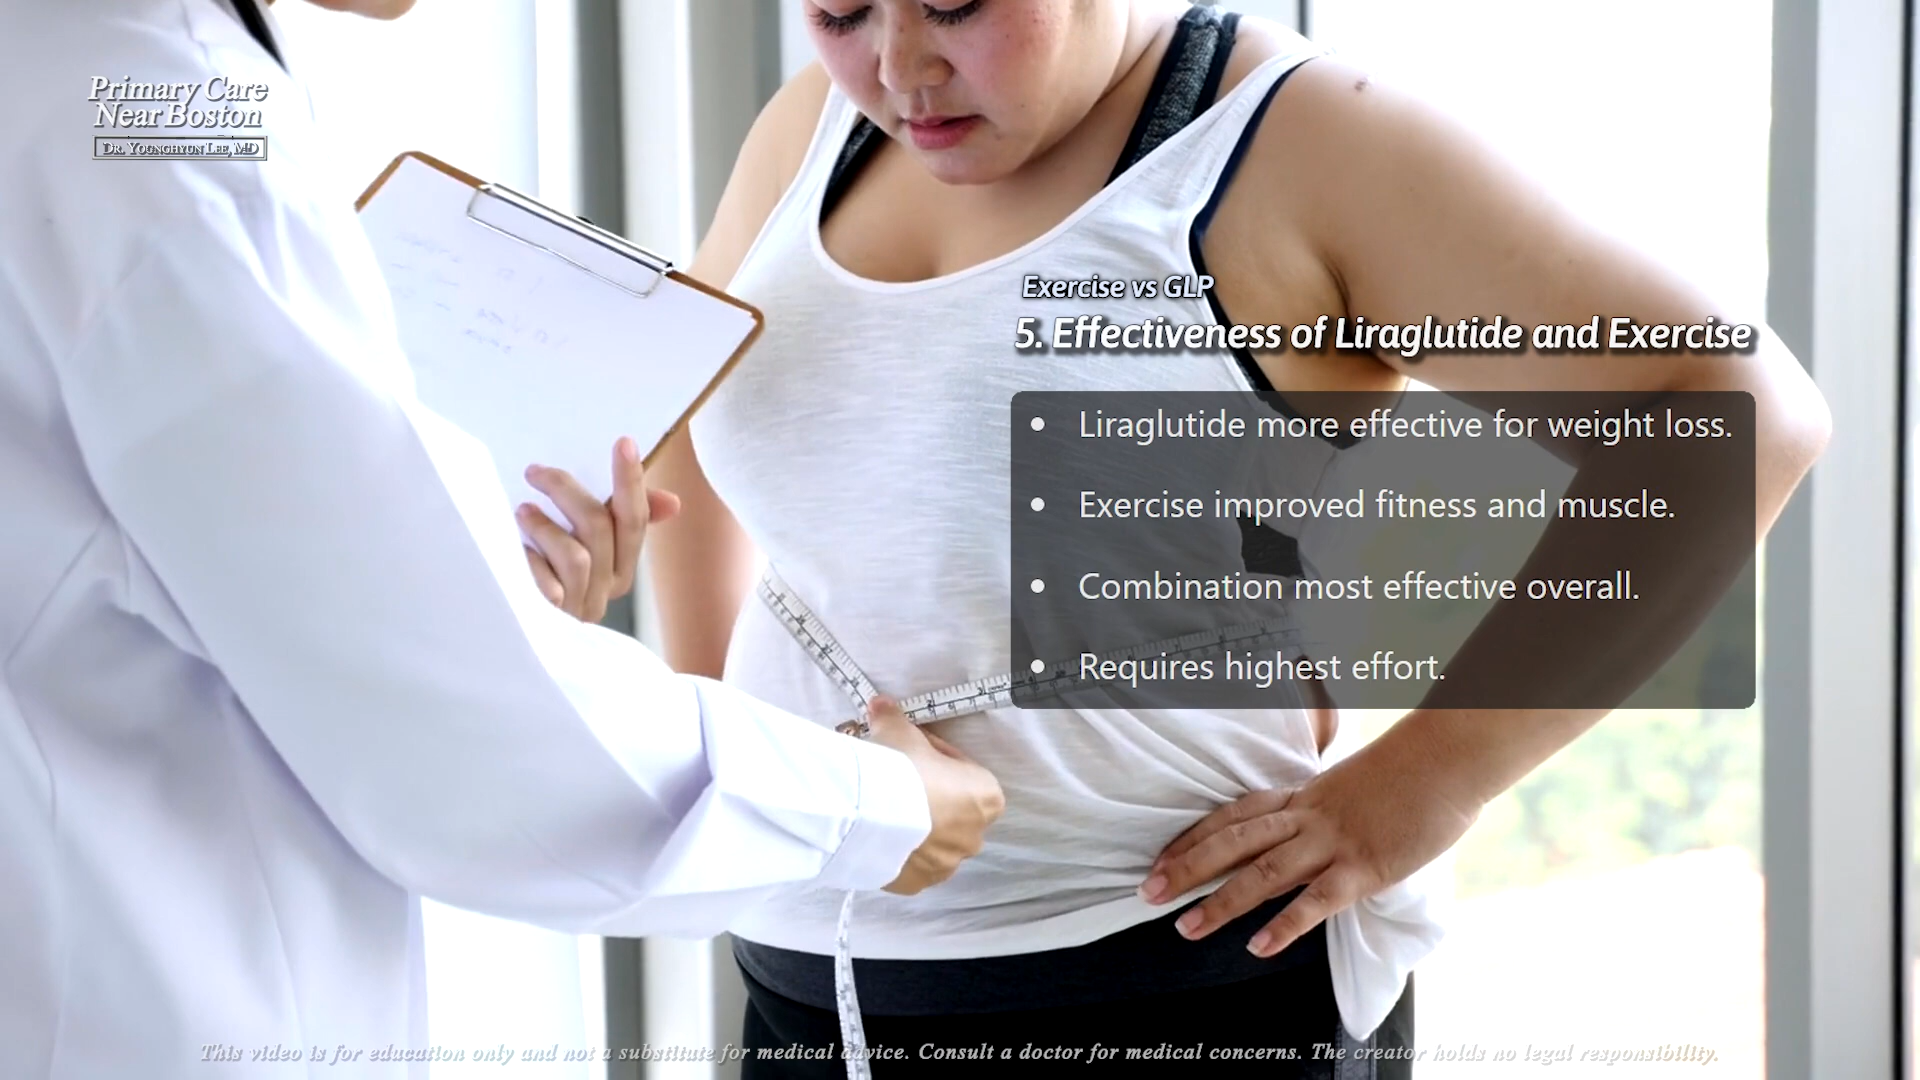 Primary Care
Near Boston
Dr. Younghyun Lee, MD
Exercise vs GLP
5. Effectiveness of Liraglutide and Exercise
• Liraglutide more effective for weight loss.
• Exercise improved fitness and muscle.
• Combination most effective overall.
• Requires highest effort.
This video is for education only and not a substitute for medical advice. Consult a doctor for medical concerns. The creator holds no legal responsibility.